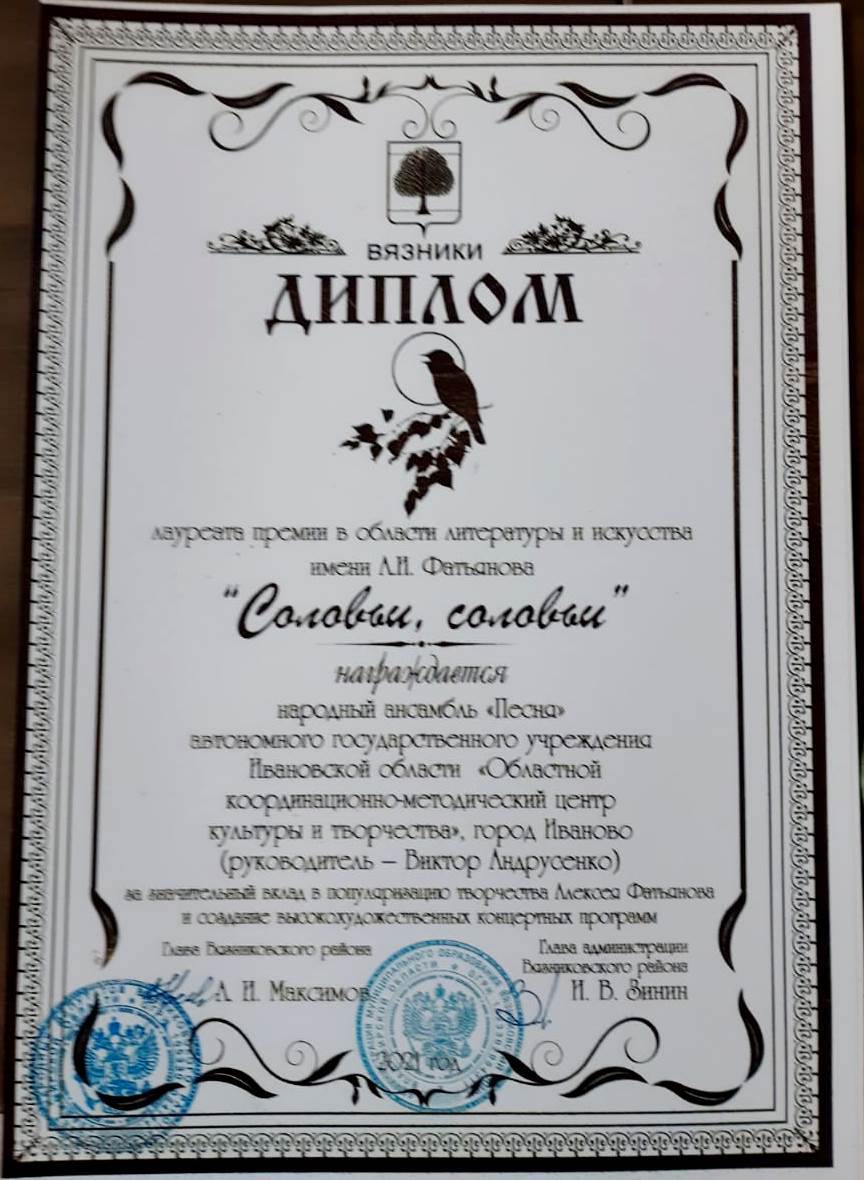 ВЯЗНИКИ
ДИПЛОМ
лауреата премии в области литературы и искусства
имени А.И. Фатьянова
"Соловьи, соловьи"
награждается
народный ансамбль «Песня»
автономного государственного учреждения
Ивановской области «Областной
координационно-методический центр
культуры и творчества», город Иваново
(руководитель – Виктор Андрусенко)
за значительный вклад в популяризацию творчества Алексея Фатьянова
и создание высокохудожественных концертных программ
Глава Вязниковского района
А. И. Максимов
Глава администрации
Вязниковского района
И. В. Зинин
2021 год